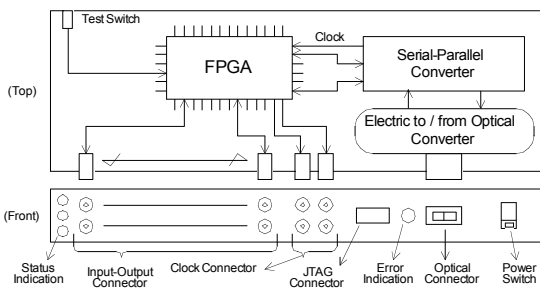 Test Switch
Clock
FPGA
Serial-Parallel
Converter
(Top)
Electric to / from Optical
Converter
(Front)
Status
Indication
Input-Output
Connector
Clock Connector
JTAG
Connector
Error
Indication
Optical
Connector
Power
Switch